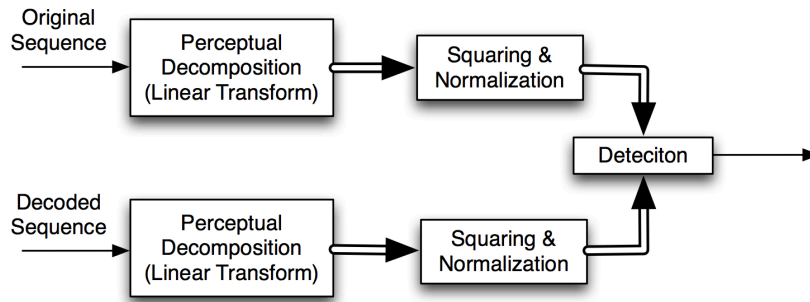 Original
Sequence
Perceptual
Decomposition
(Linear Transform)
Squaring &
Normalization
Deteciton
Decoded
Sequence
Perceptual
Decomposition
(Linear Transform)
Squaring &
Normalization